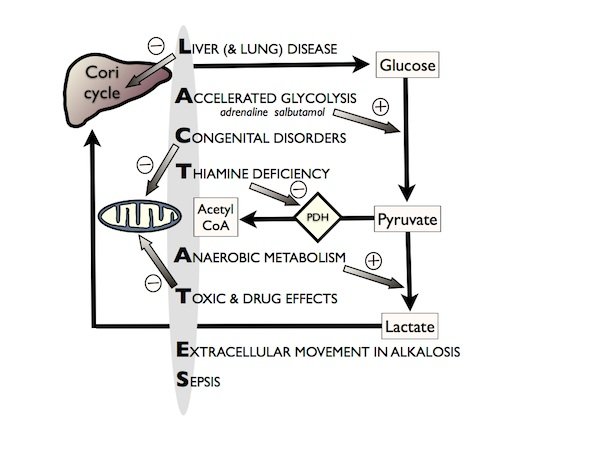 LIVER (& LUNG) DISEASE
Cori
cycle
Glucose
ACCELERATED GLYCOLYSIS
adrenaline salbutamol
CONGENITAL DISORDERS
THIAMINE DEFICIENCY
Acetyl
CoA
PDH
Pyruvate
ANAEROBIC METABOLISM
TOXIC & DRUG EFFECTS
Lactate
EXTRACELLULAR MOVEMENT IN ALKALOSIS
SEPSIS